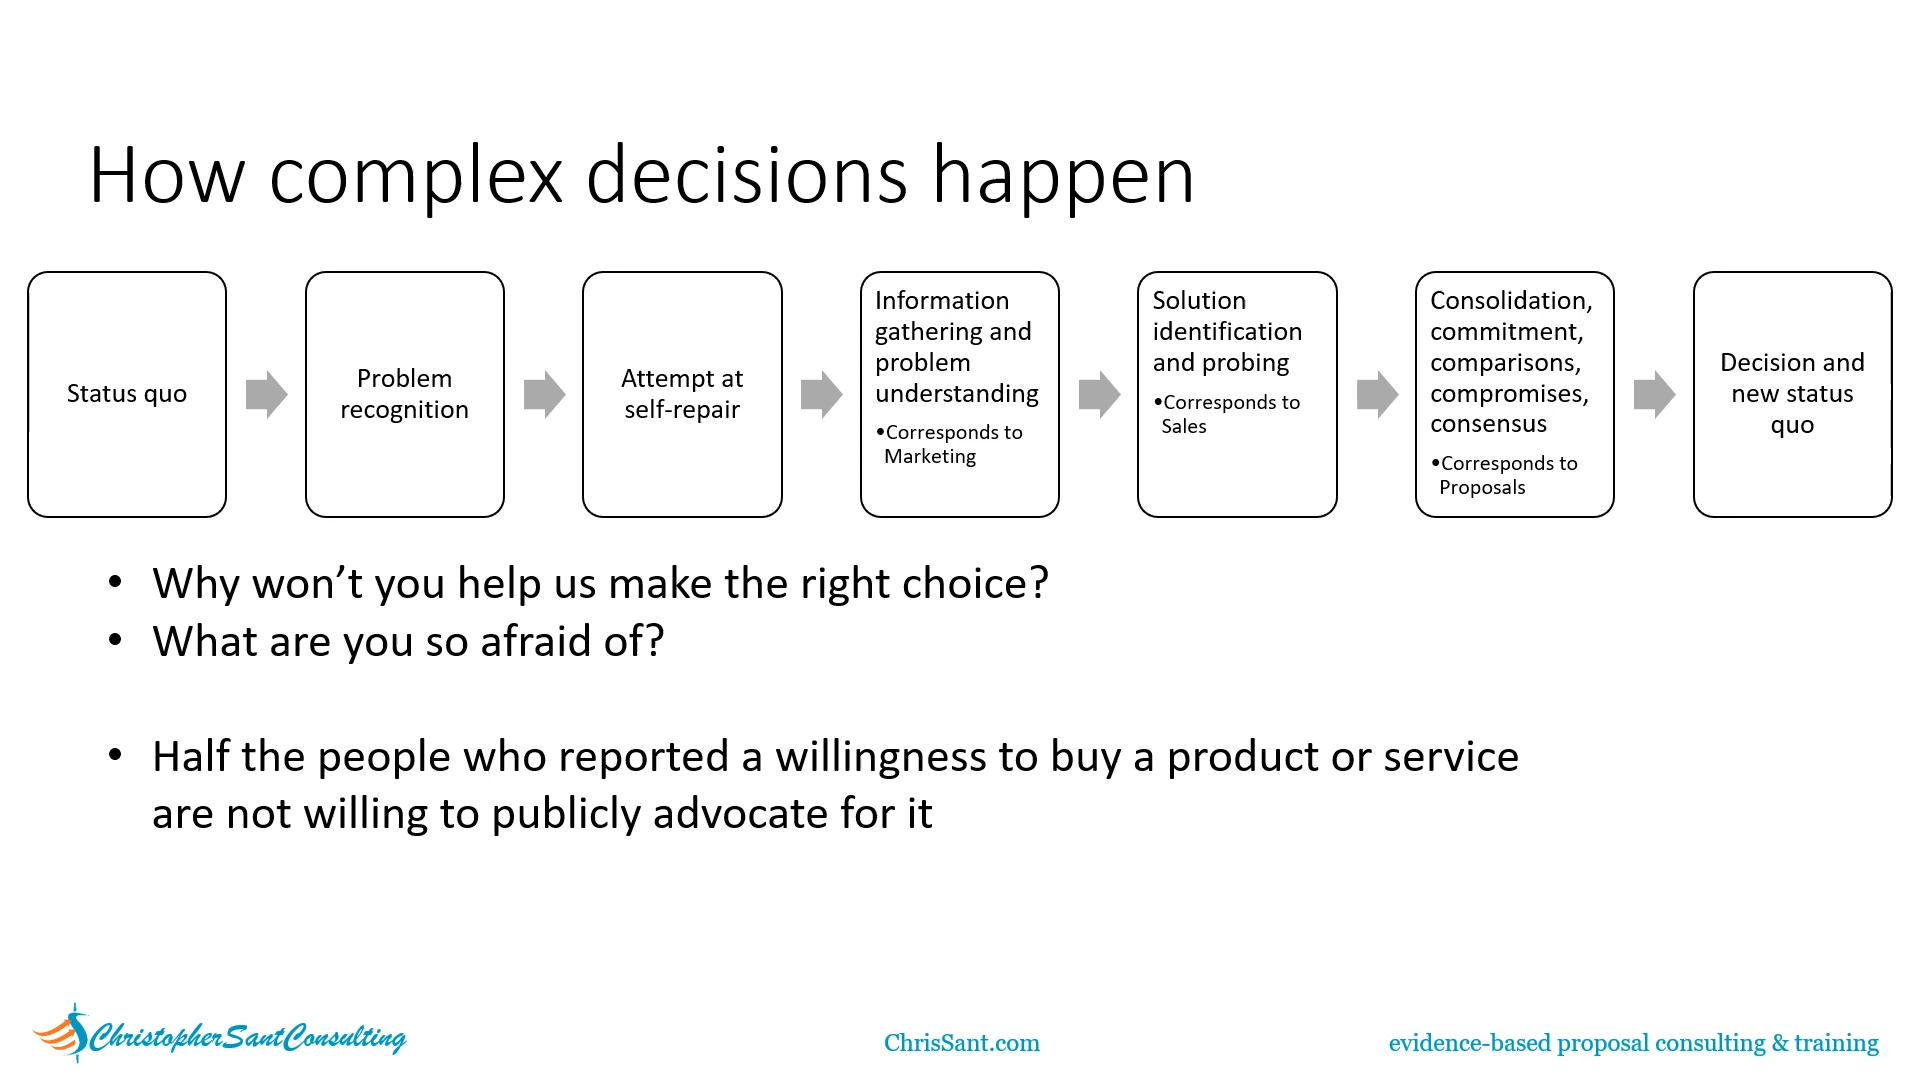 How complex decisions happen
Status quo
Problem
recognition
Attempt at
self-repair
Information
gathering and
problem
understanding
•Corresponds to
Marketing
Solution
identification
and probing
•Corresponds to
Sales
Consolidation,
commitment,
comparisons,
compromises,
consensus
•Corresponds to
Proposals
Decision and
new status
quo
• Why won’t you help us make the right choice?
• What are you so afraid of?
• Half the people who reported a willingness to buy a product or service
are not willing to publicly advocate for it
ChristopherSantConsulting
ChrisSant.com
evidence-based proposal consulting & training